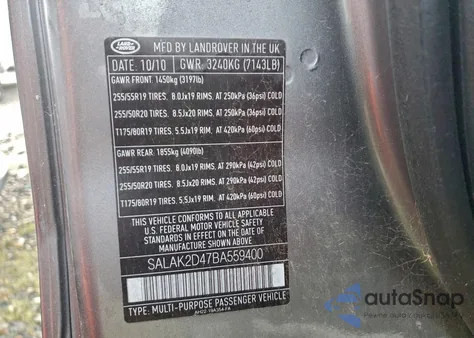 LAND ROVER
MFD BY LANDROVER IN THE UK
DATE 10/10 GWR 3240KG (7143LB)
GAWR FRONT 1450kg (3197lb)
255/55R19 TIRES, 8.0Jx19 RIMS, AT 250kPa (36psi) COLD
255/50R20 TIRES, 8.5Jx20 RIMS, AT 250kPa (36psi) COLD
T175/80R19 TIRES, 5.5Jx19 RIM, AT 420kPa (60psi) COLD
GAWR REAR 1855kg (4090lb)
255/55R19 TIRES, 8.0Jx19 RIMS, AT 290kPa (42psi) COLD
255/50R20 TIRES, 8.5Jx20 RIMS, AT 290kPa (42psi) COLD
T175/80R19 TIRES, 5.5Jx19 RIM, AT 420kPa (60psi) COLD
THIS VEHICLE CONFORMS TO ALL APPLICABLE
U.S. FEDERAL MOTOR VEHICLE SAFETY
STANDARDS IN EFFECT ON THE DATE OF
MANUFACTURE SHOWN ABOVE
SALAK2D47BA559400
TYPE: MULTI-PURPOSE PASSENGER VEHICLE
autoSnap